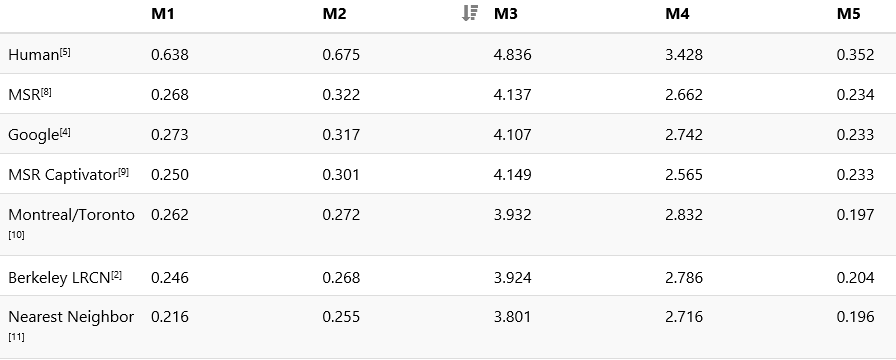 M1 M2 M3 M4 M5
Human[5] 0.638 0.675 4.836 3.428 0.352
MSR[8] 0.268 0.322 4.137 2.662 0.234
Google[4] 0.273 0.317 4.107 2.742 0.233
MSR Captivator[9] 0.250 0.301 4.149 2.565 0.233
Montreal/Toronto 0.262 0.272 3.932 2.832 0.197
[10]
Berkeley LRCN[2] 0.246 0.268 3.924 2.786 0.204
Nearest Neighbor 0.216 0.255 3.801 2.716 0.196
[11]